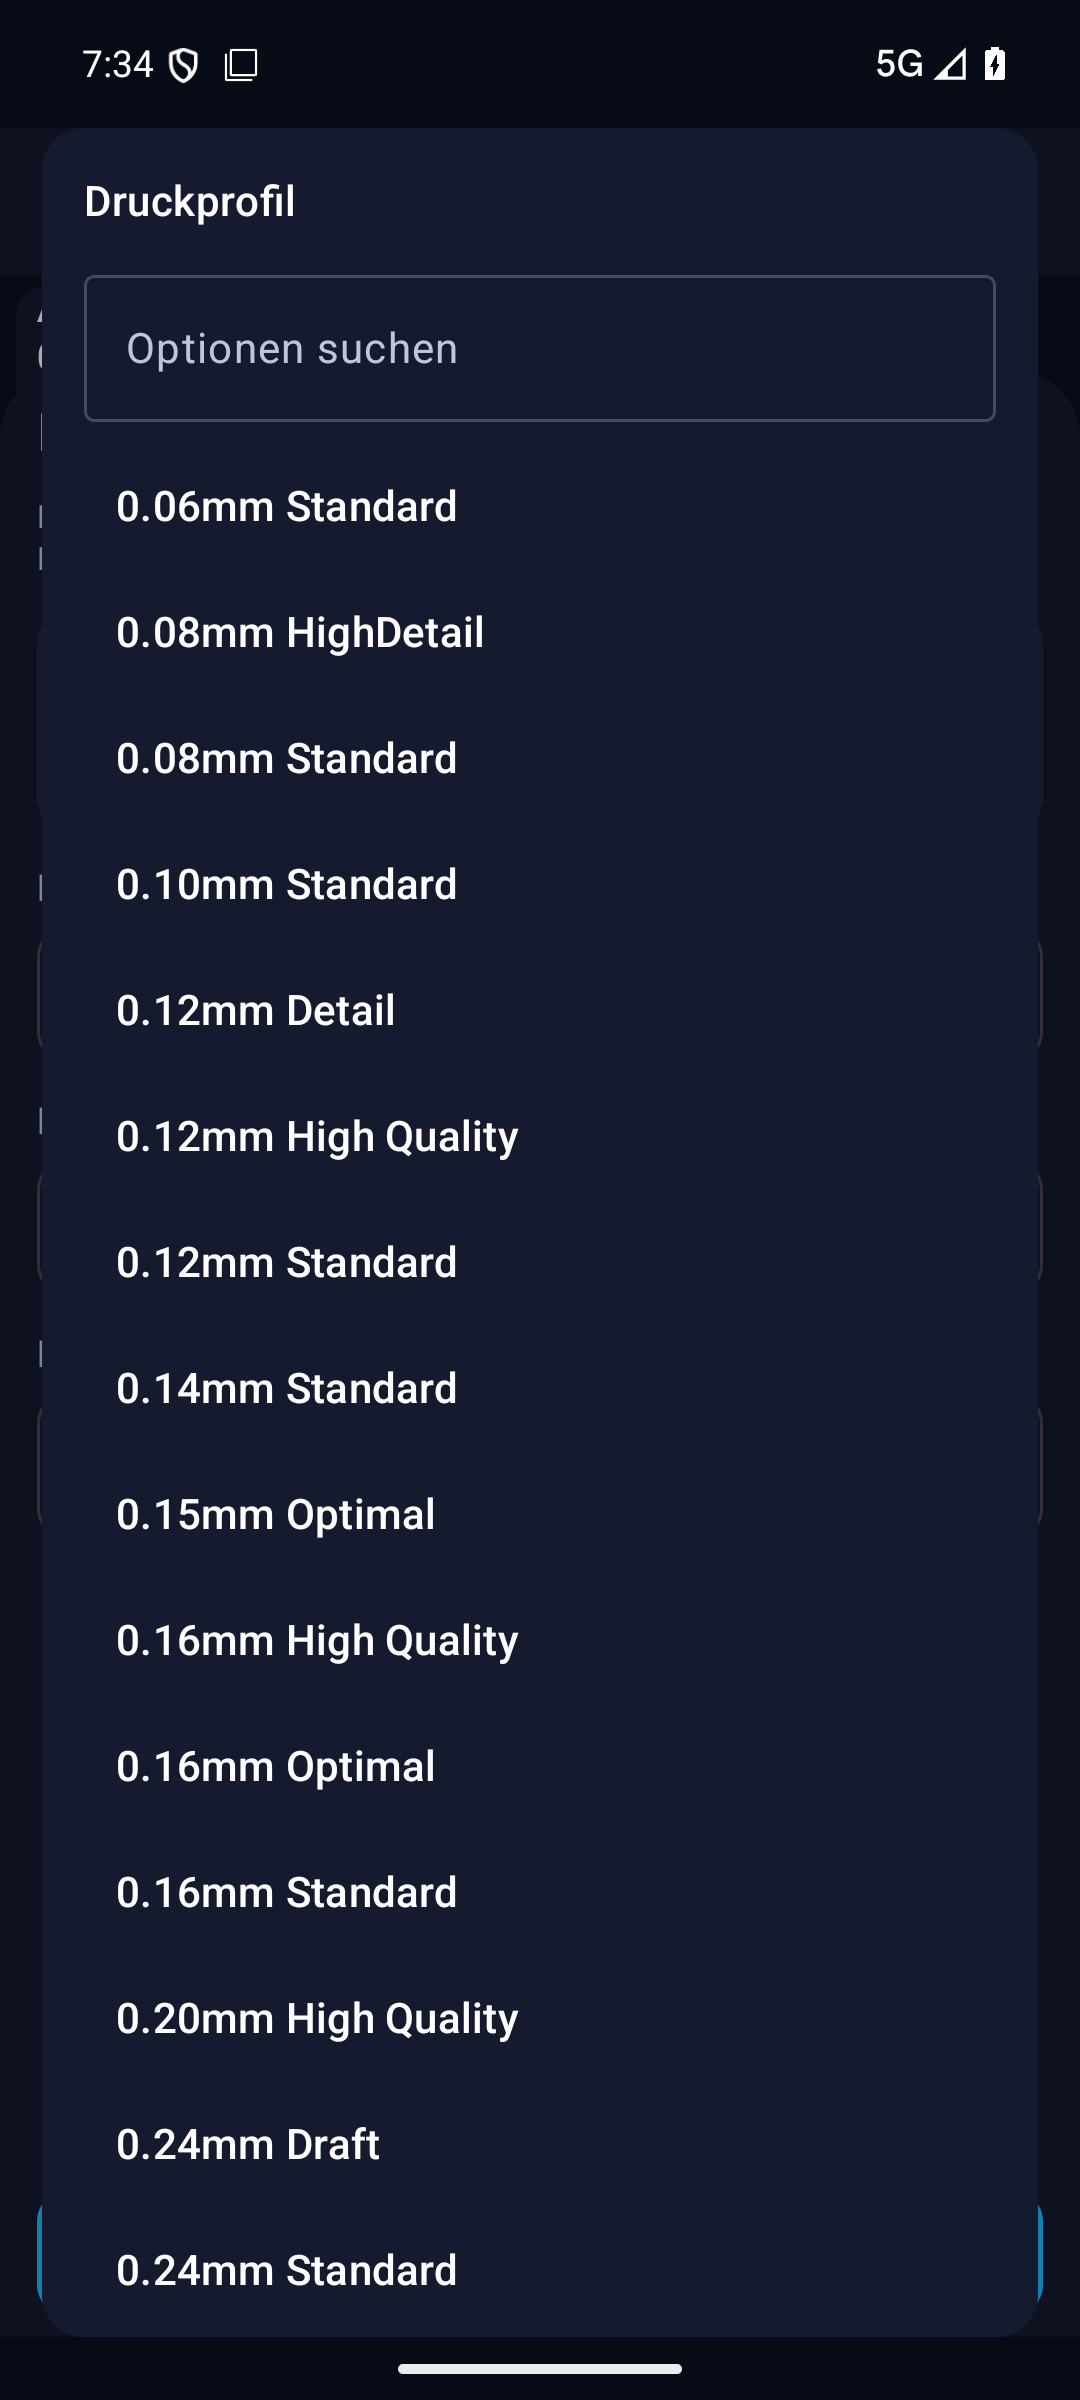 7:34 5G
Druckprofil
Optionen suchen
0.06mm Standard
0.08mm HighDetail
0.08mm Standard
0.10mm Standard
0.12mm Detail
0.12mm High Quality
0.12mm Standard
0.14mm Standard
0.15mm Optimal
0.16mm High Quality
0.16mm Optimal
0.16mm Standard
0.20mm High Quality
0.24mm Draft
0.24mm Standard